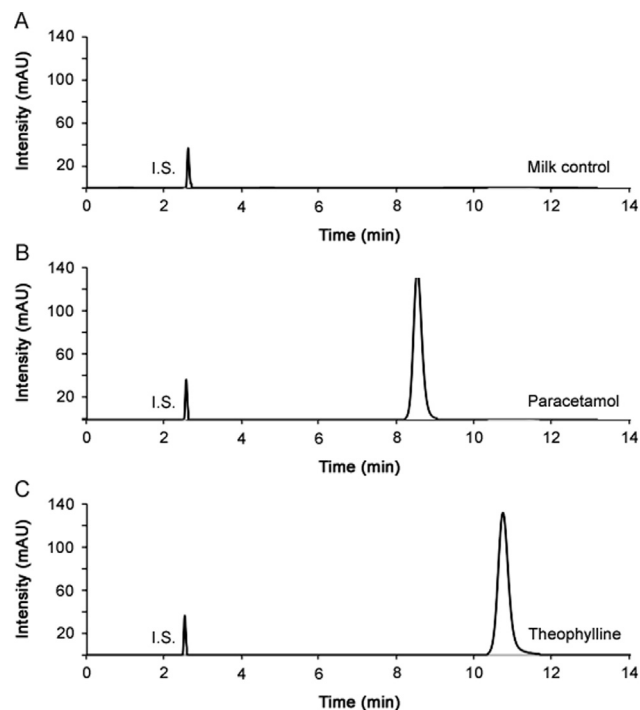 A
Intensity (mAU)
140
100
60
20
I.S.
Milk control
0 2 4 6 8 10 12 14
Time (min)
B
Intensity (mAU)
140
100
60
20
I.S.
Paracetamol
0 2 4 6 8 10 12 14
Time (min)
C
Intensity (mAU)
140
100
60
20
I.S.
Theophylline
0 2 4 6 8 10 12 14
Time (min)